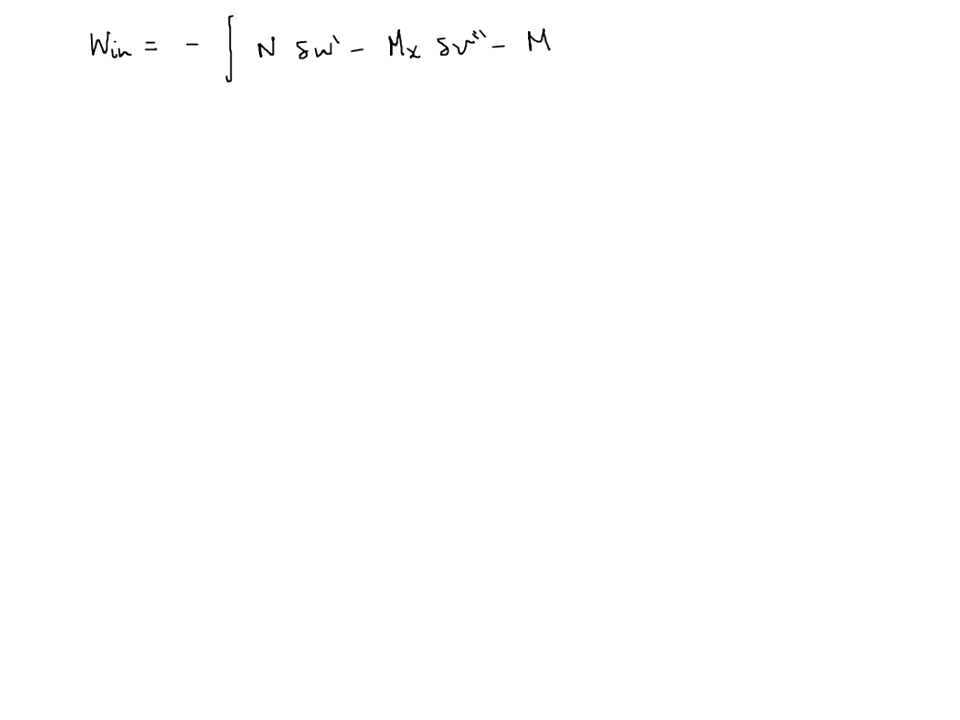 Win = - ∫ N δw' - Mx δv'' - M